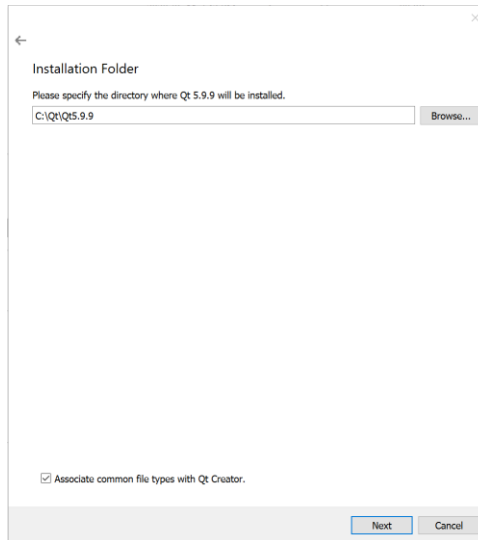 Installation Folder
Please specify the directory where Qt 5.9.9 will be installed.
C:\Qt\Qt5.9.9
Browse...
Associate common file types with Qt Creator.
Next
Cancel